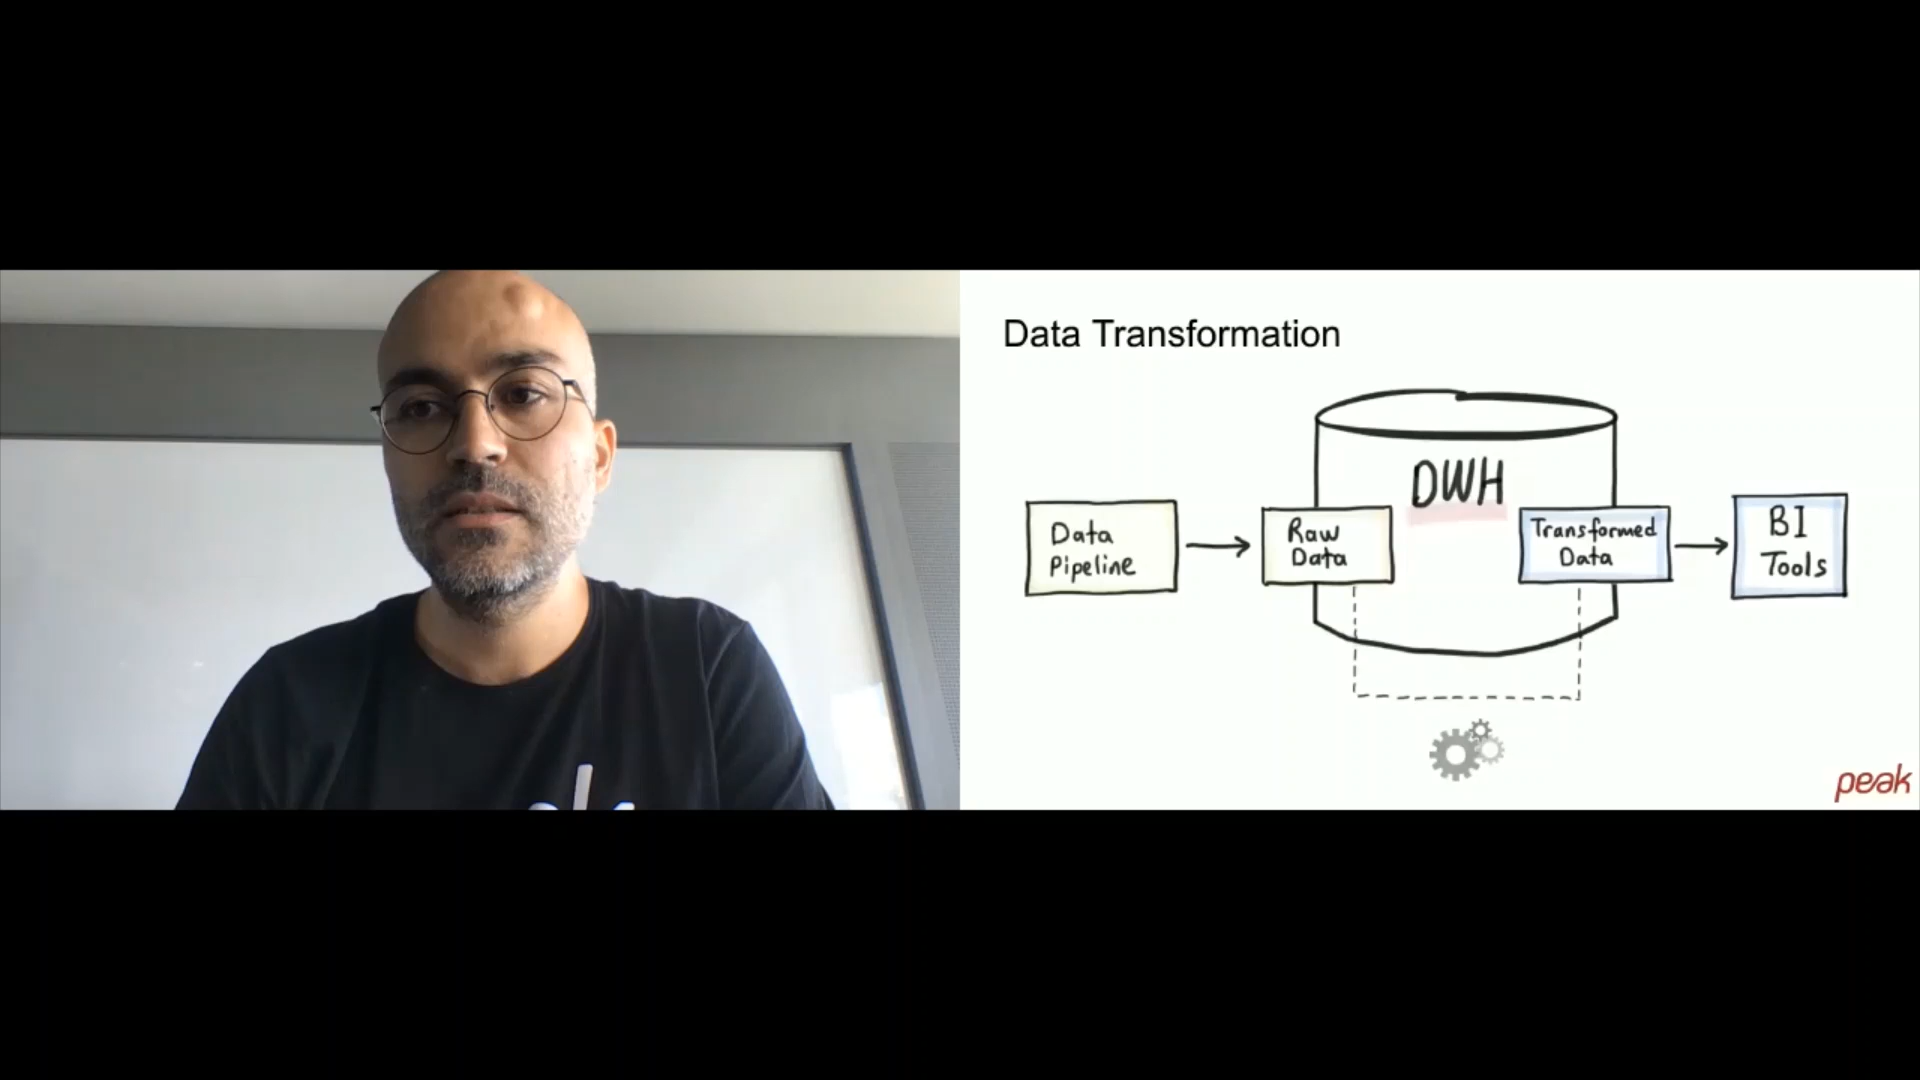 Data Transformation
DWH
Data
Pipeline
Raw
Data
Transformed
Data
BI
Tools
peak